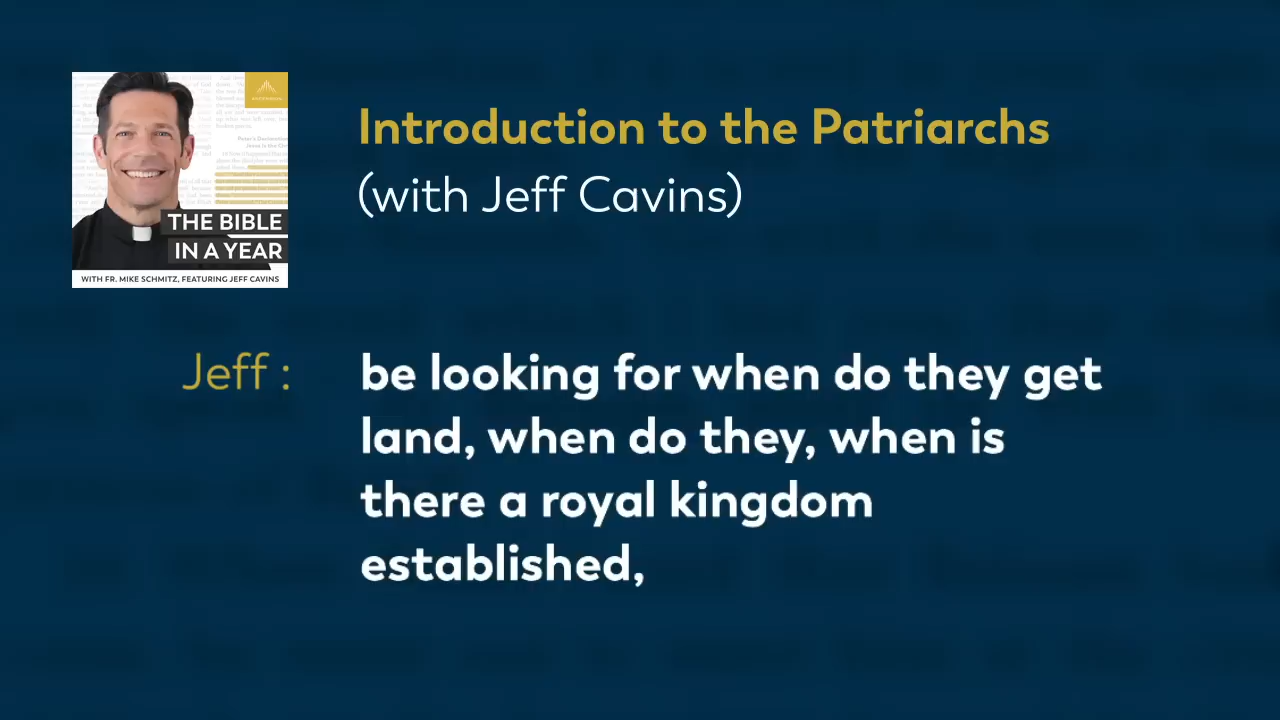 Introduction to the Patriarchs
(with Jeff Cavins)
THE BIBLE
IN A YEAR
WITH FR. MIKE SCHMITZ, FEATURING JEFF CAVINS
Jeff :
be looking for when do they get
land, when do they, when is
there a royal kingdom
established,